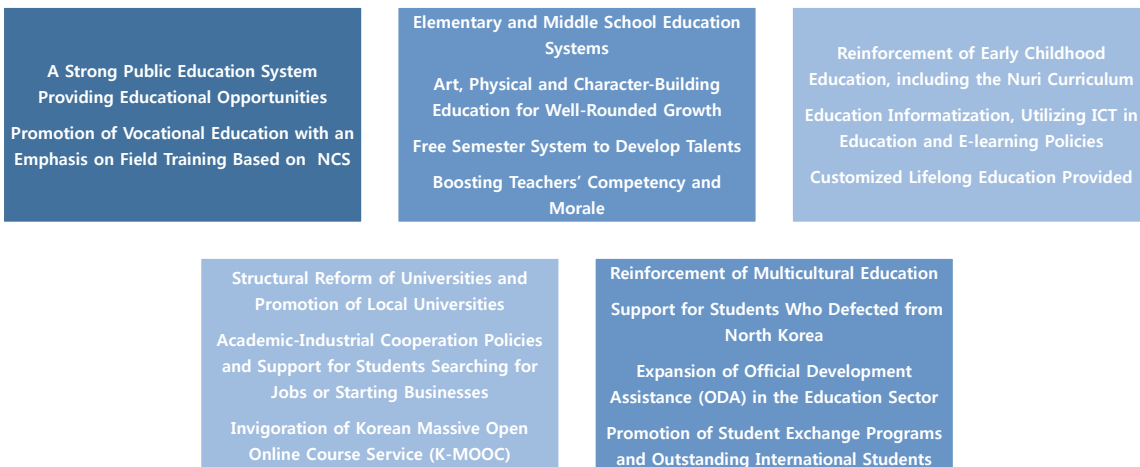 A Strong Public Education System
Providing Educational Opportunities
Promotion of Vocational Education with an
Emphasis on Field Training Based on NCS
Elementary and Middle School Education
Systems
Art, Physical and Character-Building
Education for Well-Rounded Growth
Free Semester System to Develop Talents
Boosting Teachers’ Competency and
Morale
Reinforcement of Early Childhood
Education, including the Nuri Curriculum
Education Informatization, Utilizing ICT in
Education and E-learning Policies
Customized Lifelong Education Provided
Structural Reform of Universities and
Promotion of Local Universities
Academic-Industrial Cooperation Policies
and Support for Students Searching for
Jobs or Starting Businesses
Invigoration of Korean Massive Open
Online Course Service (K-MOOC)
Reinforcement of Multicultural Education
Support for Students Who Defected from
North Korea
Expansion of Official Development
Assistance (ODA) in the Education Sector
Promotion of Student Exchange Programs
and Outstanding International Students